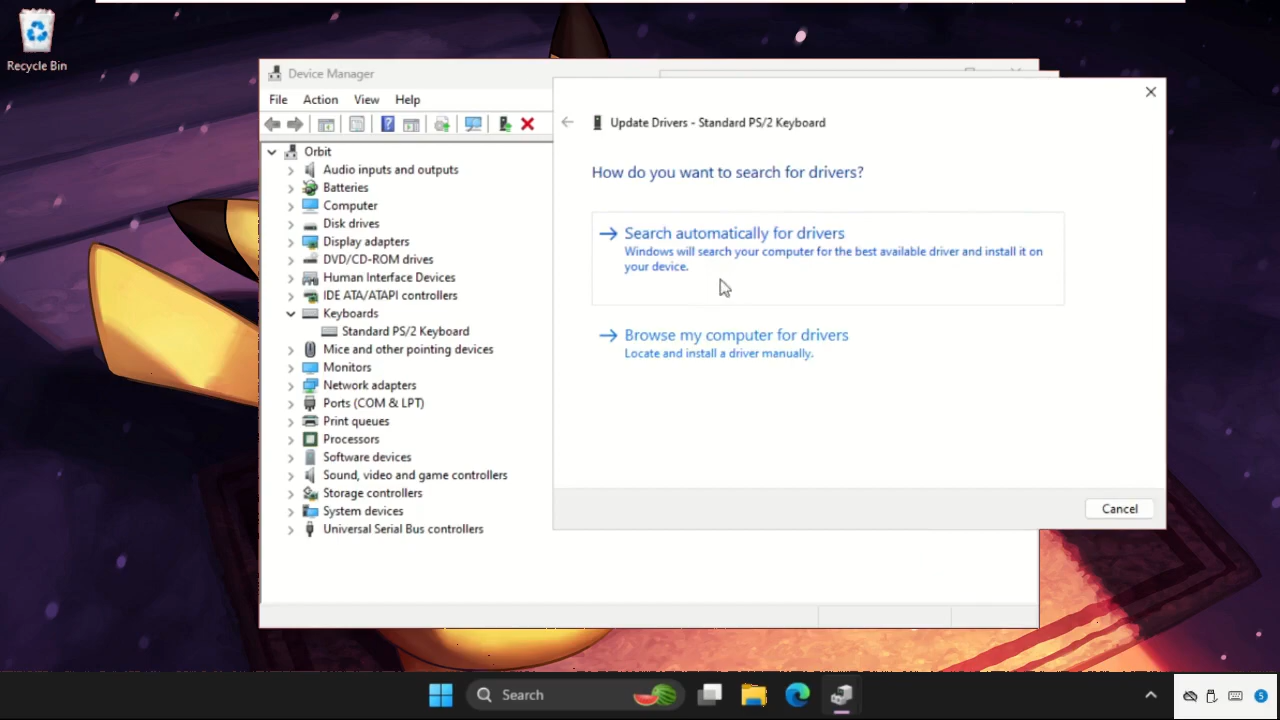 Recycle Bin
Device Manager
File Action View Help
Orbit
Audio inputs and outputs
Batteries
Computer
Disk drives
Display adapters
DVD/CD-ROM drives
Human Interface Devices
IDE ATA/ATAPI controllers
Keyboards
Standard PS/2 Keyboard
Mice and other pointing devices
Monitors
Network adapters
Ports (COM & LPT)
Print queues
Processors
Software devices
Sound, video and game controllers
Storage controllers
System devices
Universal Serial Bus controllers
Update Drivers - Standard PS/2 Keyboard
How do you want to search for drivers?
Search automatically for drivers
Windows will search your computer for the best available driver and install it on
your device.
Browse my computer for drivers
Locate and install a driver manually.
Cancel
Search
5